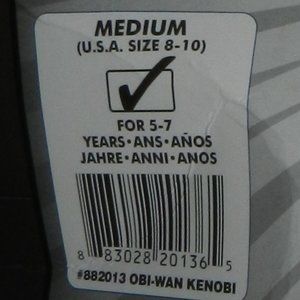 MEDIUM
(U.S.A. SIZE 8-10)
FOR 5-7
YEARS•ANS•AÑOS
JAHRE•ANNI•ANOS
8 83028 20136 5
#882013 OBI-WAN KENOBI